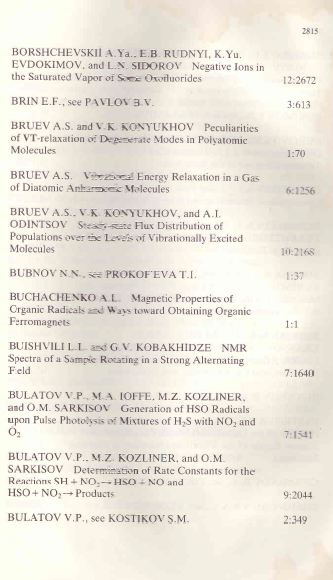 2815
BORSHCHEVSKII A.Ya., E.B. RUDNYI, K.Yu.
EVDOKIMOV, and L.N. SIDOROV Negative Ions in
the Saturated Vapor of Some Oxofluorides 12:2672
BRIN E.F., see PAVLOV B.V. 3:613
BRUEV A.S. and V.K. KONYUKHOV Peculiarities
of VT-relaxation of Degenerate Modes in Polyatomic
Molecules 1:70
BRUEV A.S. Vibrational Energy Relaxation in a Gas
of Diatomic Anharmonic Molecules 6:1256
BRUEV A.S., V.K. KONYUKHOV, and A.I.
ODINTSOV Steady-state Flux Distribution of
Populations over the Levels of Vibrationally Excited
Molecules 10:2168
BUBNOV N.N., see PROKOF'EVA T.I. 1:37
BUCHACHENKO A.L. Magnetic Properties of
Organic Radicals and Ways toward Obtaining Organic
Ferromagnets 1:1
BUISHVILI L.L. and G.V. KOBAKHIDZE NMR
Spectra of a Sample Rotating in a Strong Alternating
Field 7:1640
BULATOV V.P., M.A. IOFFE, M.Z. KOZLINER,
and O.M. SARKISOV Generation of HSO Radicals
upon Pulse Photolysis of Mixtures of H₂S with NO₂ and
O₂ 7:1541
BULATOV V.P., M.Z. KOZLINER, and O.M.
SARKISOV Determination of Rate Constants for the
Reactions SH + NO₂ → HSO + NO and
HSO + NO₂ → Products 9:2044
BULATOV V.P., see KOSTIKOV S.M. 2:349